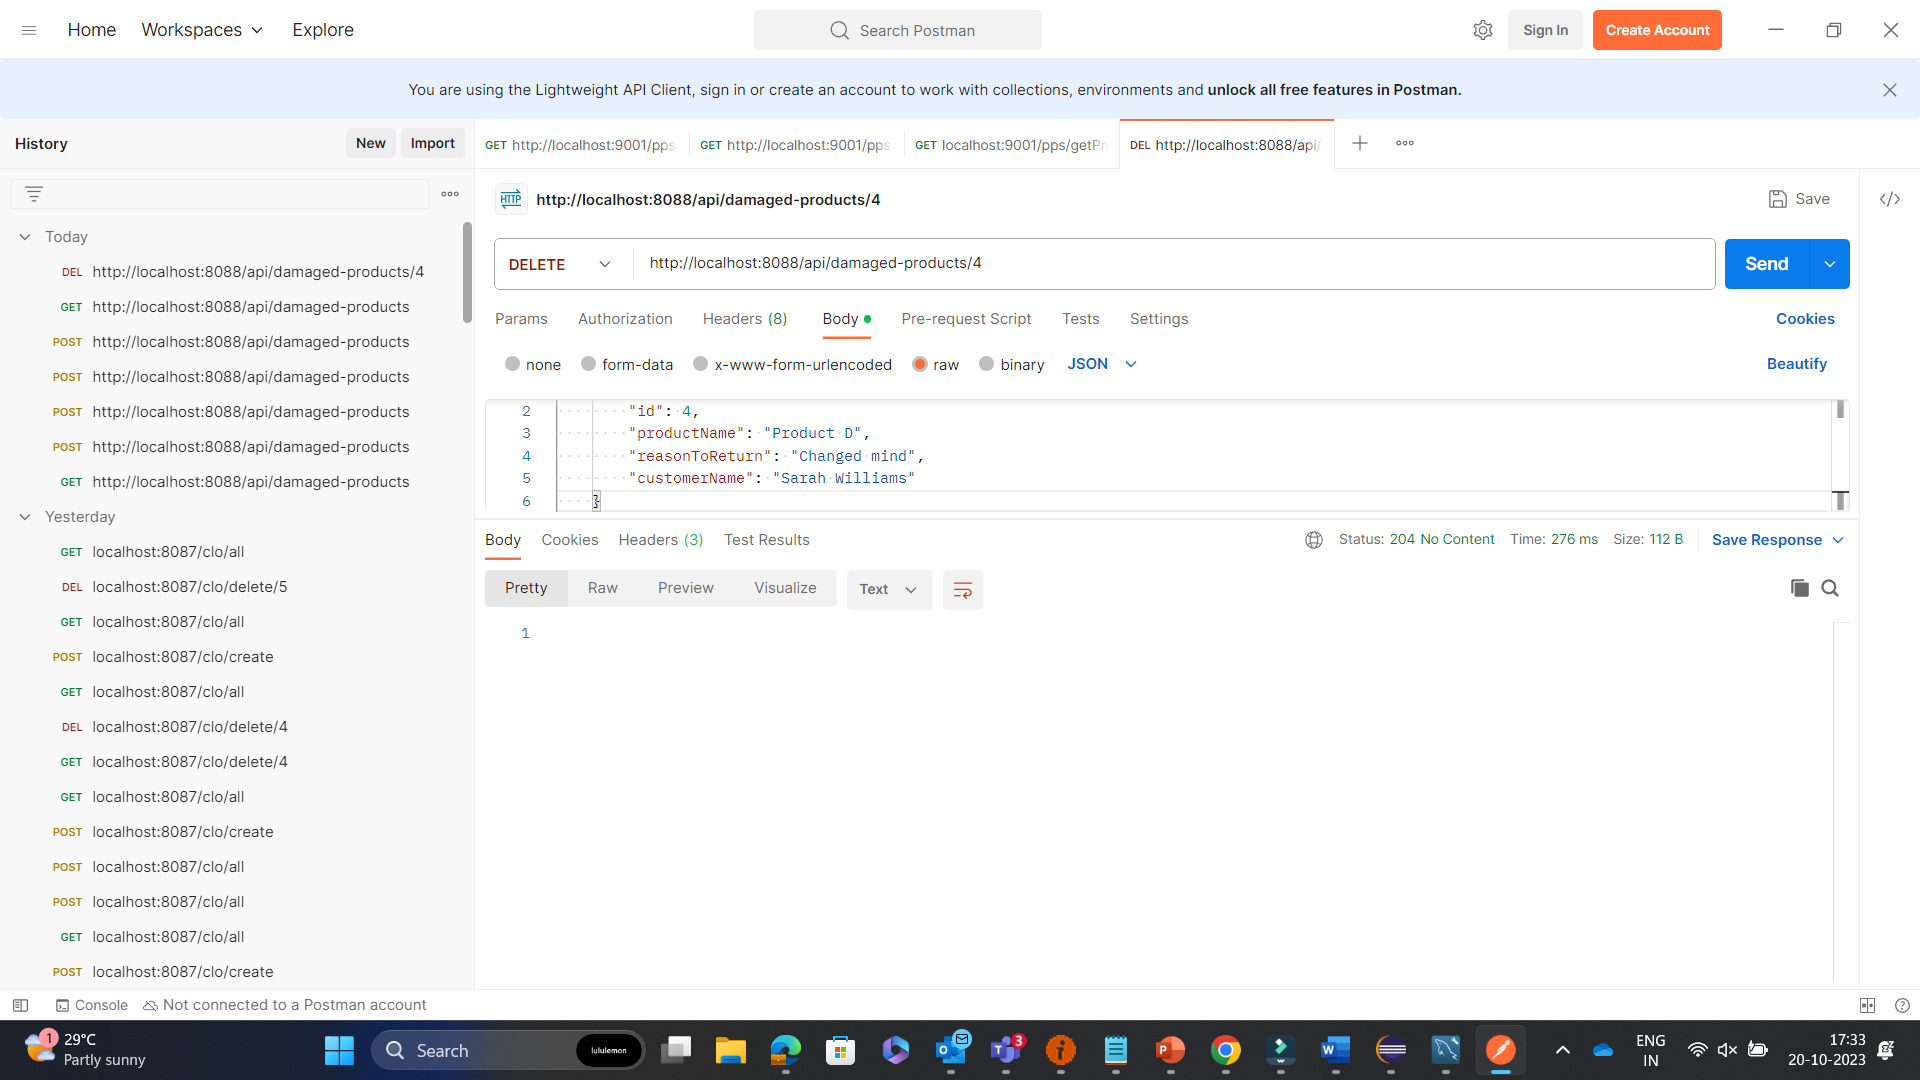 Home Workspaces Explore Search Postman Sign In Create Account
You are using the Lightweight API Client, sign in or create an account to work with collections, environments and unlock all free features in Postman.
History New Import
GET http://localhost:9001/pps GET http://localhost:9001/pps GET localhost:9001/pps/getPr DEL http://localhost:8088/api/
HTTP http://localhost:8088/api/damaged-products/4 Save
Today
DEL http://localhost:8088/api/damaged-products/4
GET http://localhost:8088/api/damaged-products
POST http://localhost:8088/api/damaged-products
POST http://localhost:8088/api/damaged-products
POST http://localhost:8088/api/damaged-products
POST http://localhost:8088/api/damaged-products
GET http://localhost:8088/api/damaged-products
Yesterday
GET localhost:8087/clo/all
DEL localhost:8087/clo/delete/5
GET localhost:8087/clo/all
POST localhost:8087/clo/create
GET localhost:8087/clo/all
DEL localhost:8087/clo/delete/4
GET localhost:8087/clo/delete/4
GET localhost:8087/clo/all
POST localhost:8087/clo/create
POST localhost:8087/clo/all
POST localhost:8087/clo/all
GET localhost:8087/clo/all
POST localhost:8087/clo/create
DELETE http://localhost:8088/api/damaged-products/4 Send
Params Authorization Headers (8) Body Pre-request Script Tests Settings Cookies
none form-data x-www-form-urlencoded raw binary JSON Beautify
2 "id": 4,
3 "productName": "Product D",
4 "reasonToReturn": "Changed mind",
5 "customerName": "Sarah Williams"
6 }
Body Cookies Headers (3) Test Results Status: 204 No Content Time: 276 ms Size: 112 B Save Response
Pretty Raw Preview Visualize Text
1
Console Not connected to a Postman account
1 29°C
Partly sunny
Search lululemon
3
ENG
IN
17:33
20-10-2023